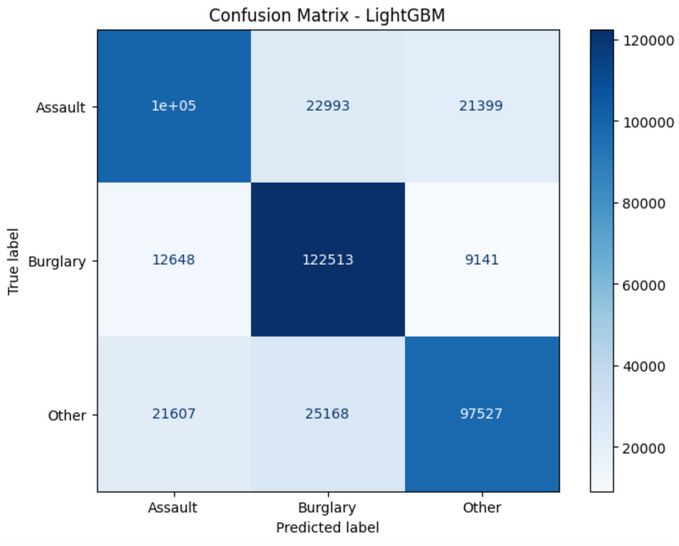 Confusion Matrix - LightGBM
True label
Assault
1e+05
22993
21399
Burglary
12648
122513
9141
Other
21607
25168
97527
Assault
Burglary
Other
Predicted label
120000
100000
80000
60000
40000
20000